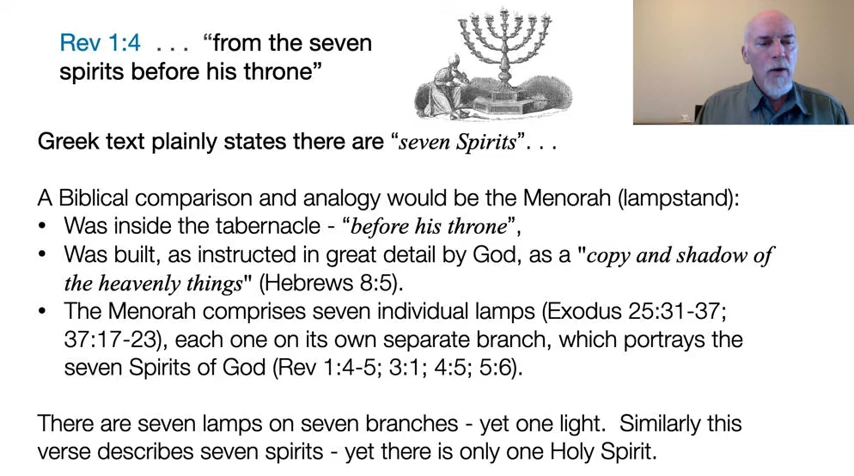 Rev 1:4 . . . “from the seven
spirits before his throne”
Greek text plainly states there are “seven Spirits”. . .
A Biblical comparison and analogy would be the Menorah (lampstand):
• Was inside the tabernacle - “before his throne”,
• Was built, as instructed in great detail by God, as a "copy and shadow of
the heavenly things" (Hebrews 8:5).
• The Menorah comprises seven individual lamps (Exodus 25:31-37;
37:17-23), each one on its own separate branch, which portrays the
seven Spirits of God (Rev 1:4-5; 3:1; 4:5; 5:6).
There are seven lamps on seven branches - yet one light.  Similarly this
verse describes seven spirits - yet there is only one Holy Spirit.